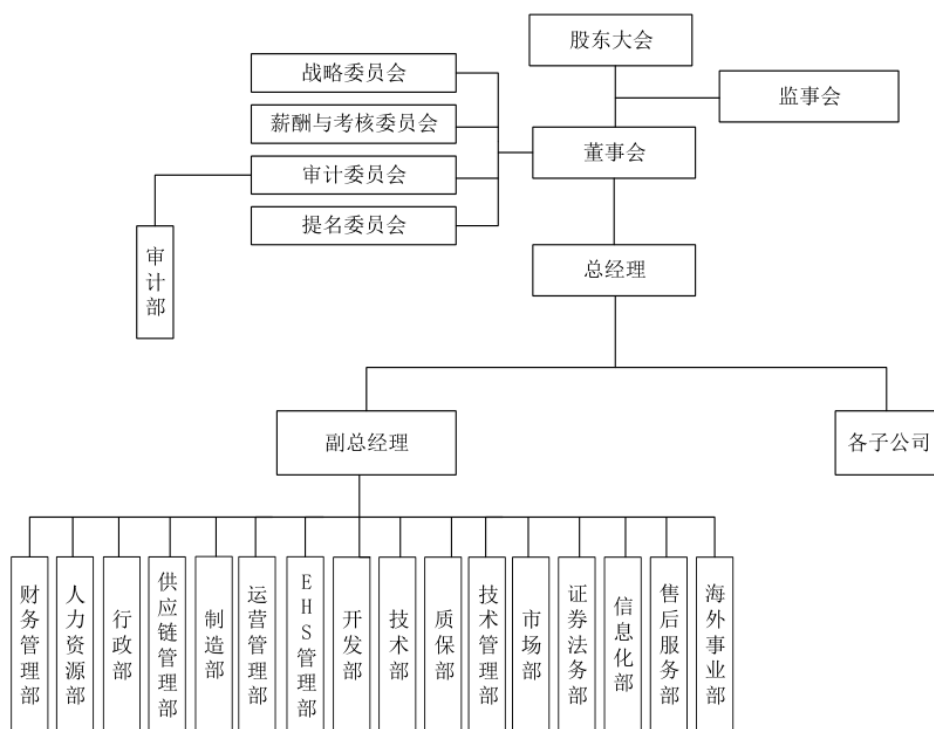 股东大会
战略委员会
监事会
薪酬与考核委员会
董事会
审计委员会
提名委员会
审计部
总经理
副总经理
各子公司
财务管理部
人力资源部
行政部
供应链管理部
制造部
运营管理部
EHS管理部
开发部
技术部
质保部
技术管理部
市场部
证券法务部
信息化部
售后服务部
海外事业部